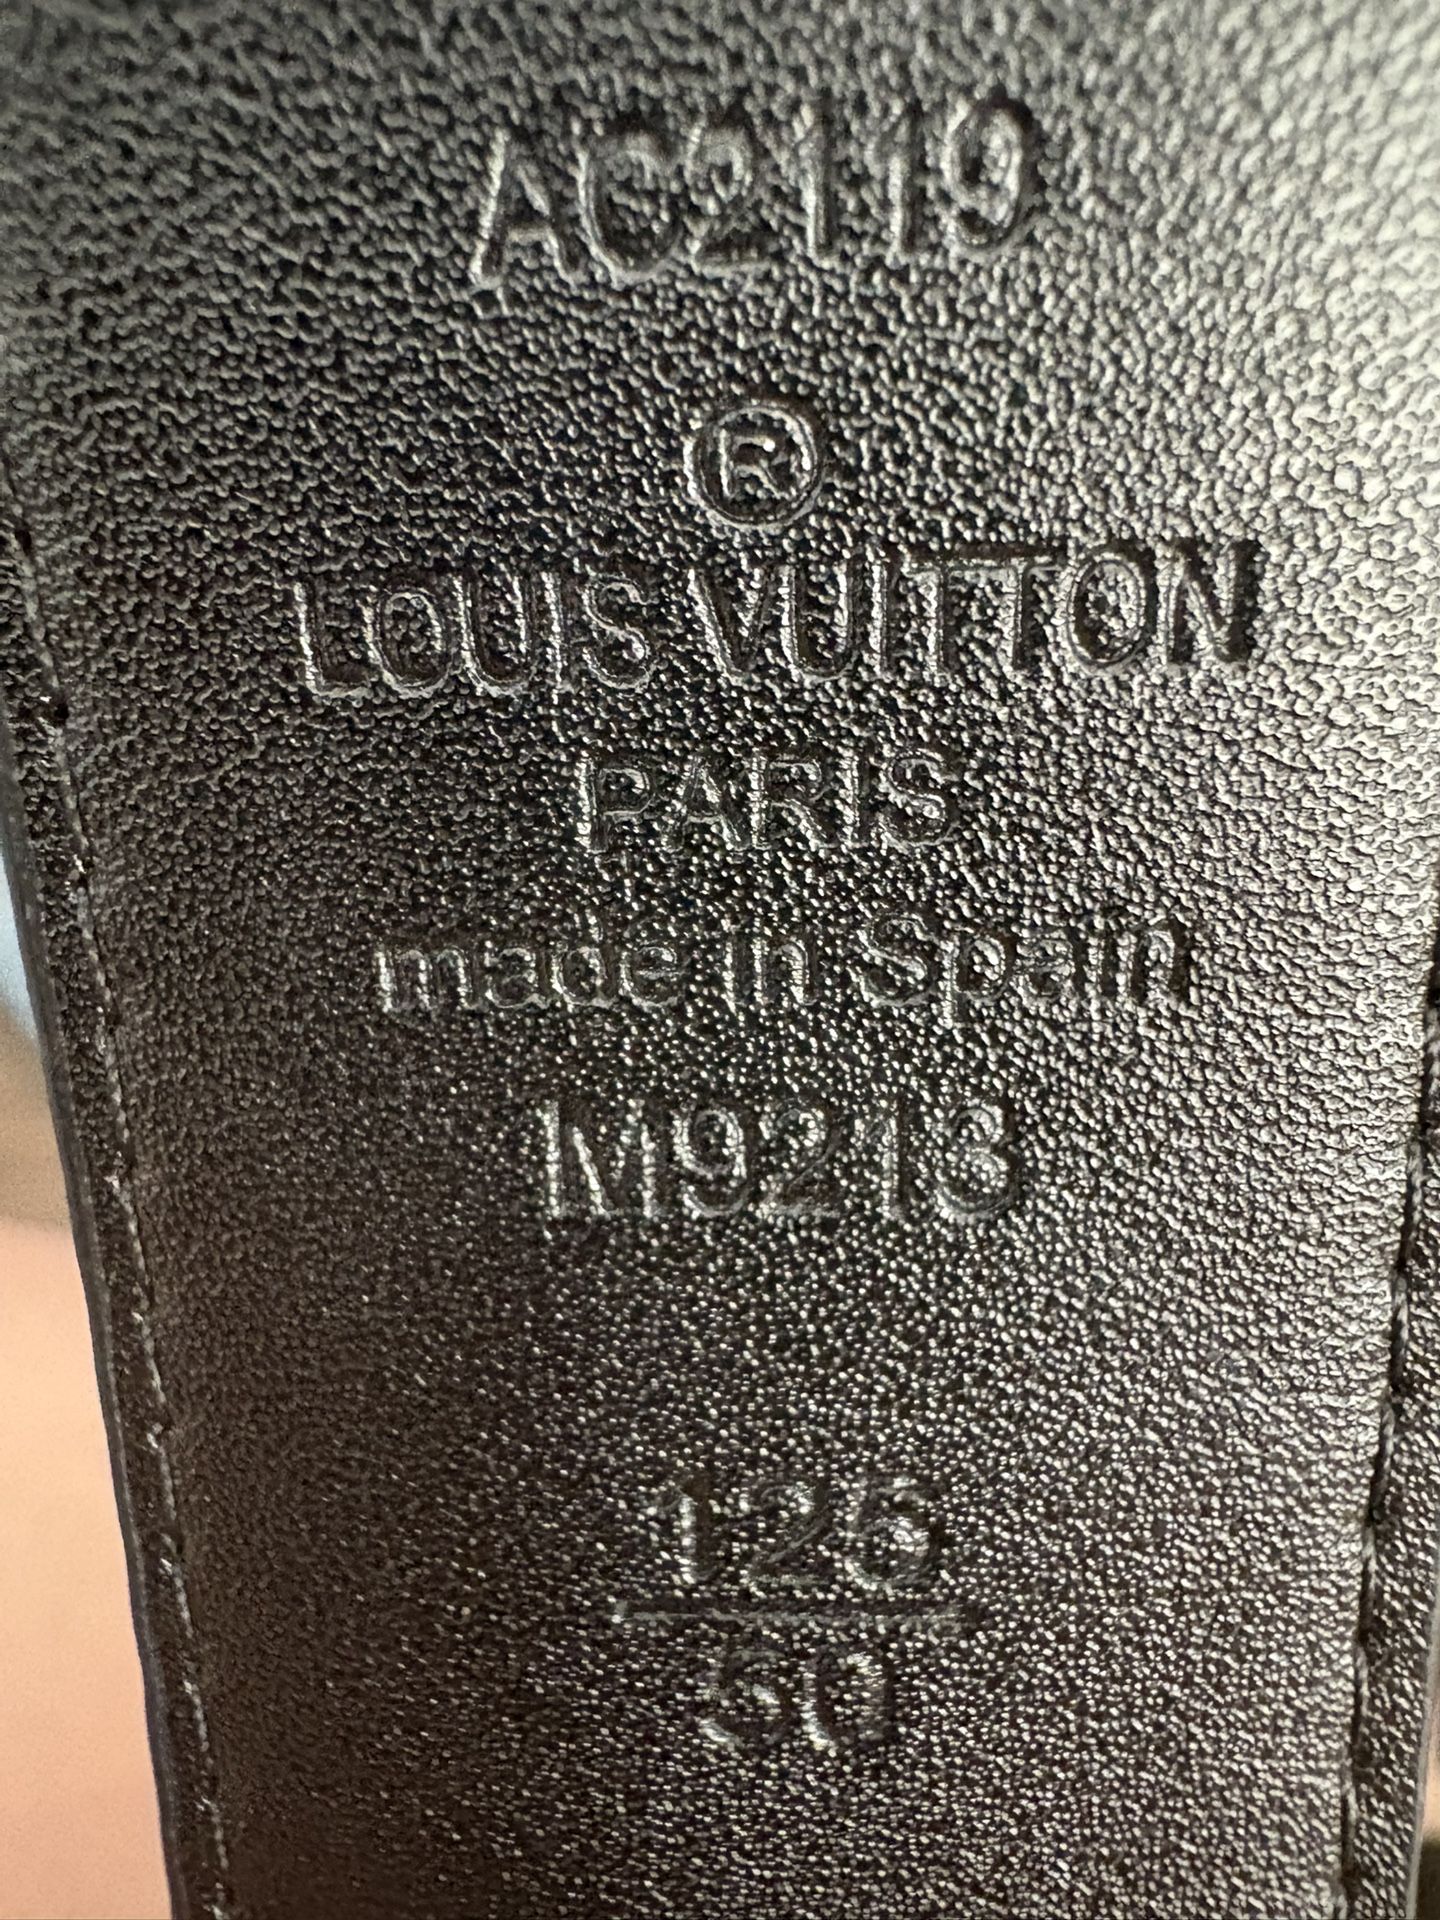 AC2119
®
LOUIS VUITTON
PARIS
made in Spain
M9213
125
50